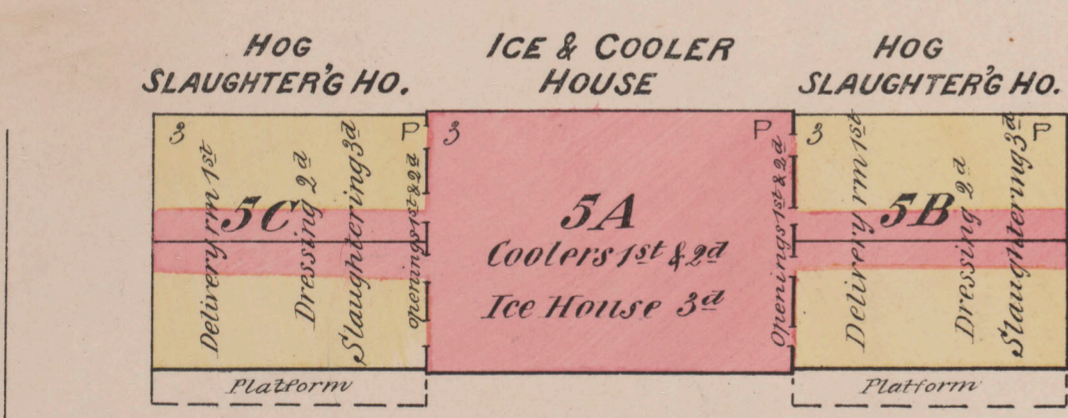 HOG
SLAUGHTER'G HO.
ICE & COOLER
HOUSE
HOG
SLAUGHTER'G HO.
3
P
Delivery rm 1st
5C
Dressing 2d
Slaughtering 3d
Openings 1st & 2d
Platform
3
P
5A
Coolers 1st & 2d
Ice House 3d
Openings 1st & 2d
3
P
Delivery rm 1st
5B
Dressing 2d
Slaughtering 3d
Platform